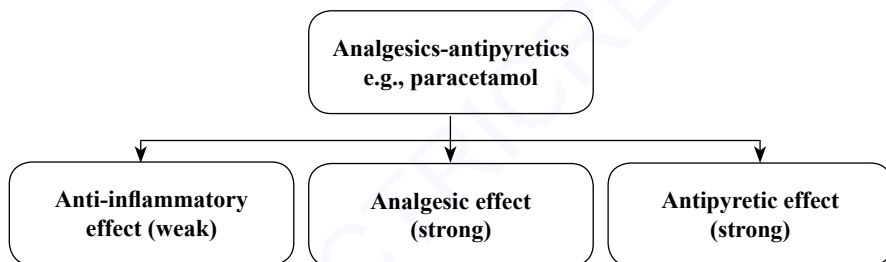 Analgesics-antipyretics
e.g., paracetamol
Anti-inflammatory
effect (weak)
Analgesic effect
(strong)
Antipyretic effect
(strong)